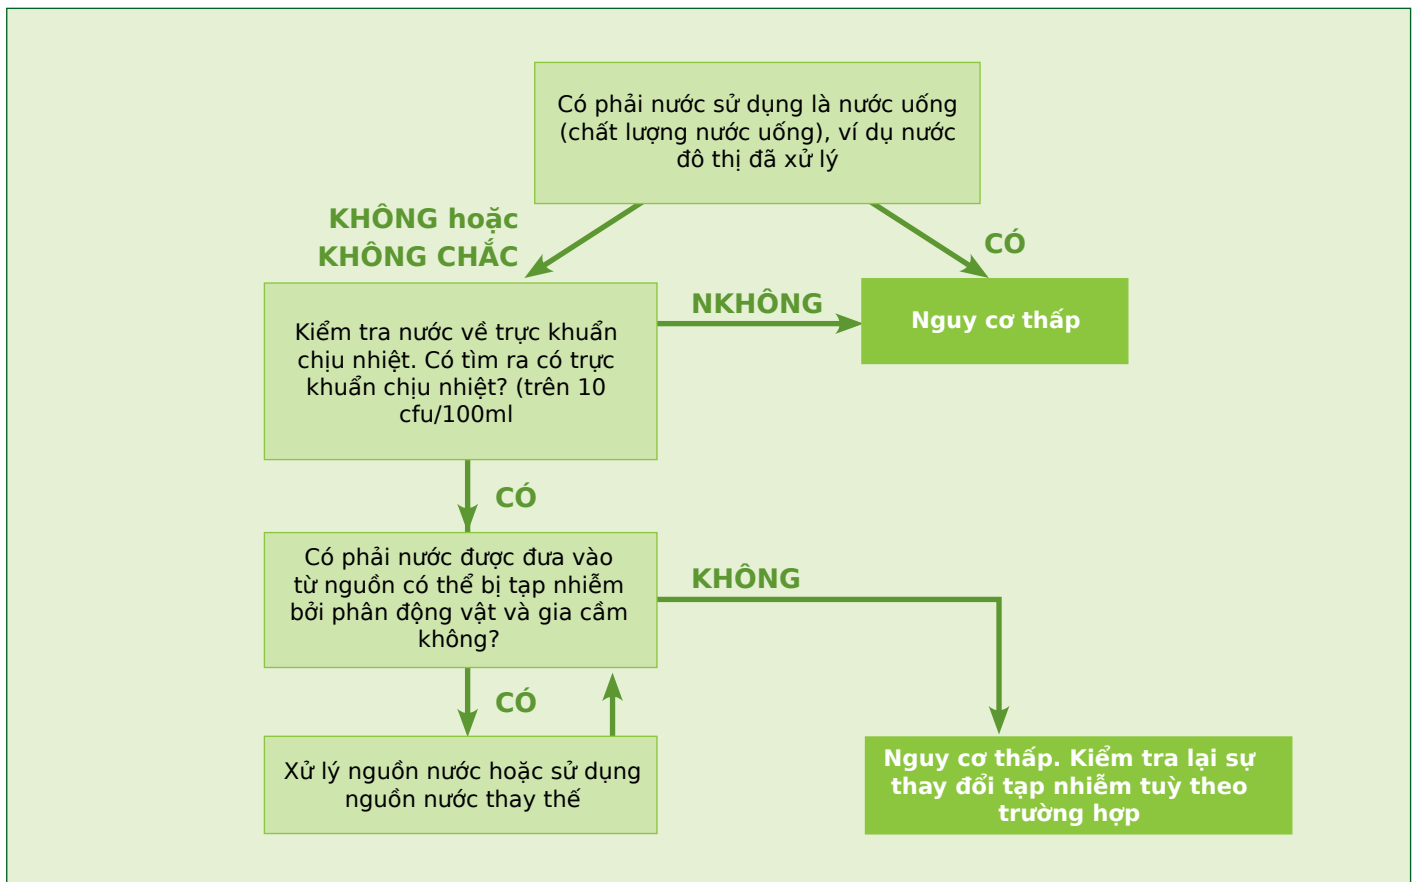 Có phải nước sử dụng là nước uống
(chất lượng nước uống), ví dụ nước
đô thị đã xử lý
KHÔNG hoặc
KHÔNG CHẮC
CÓ
Kiểm tra nước về trực khuẩn
chịu nhiệt. Có tìm ra có trực
khuẩn chịu nhiệt? (trên 10
cfu/100ml
NKHÔNG
Nguy cơ thấp
CÓ
Có phải nước được đưa vào
từ nguồn có thể bị tạp nhiễm
bởi phân động vật và gia cầm
không?
KHÔNG
CÓ
Xử lý nguồn nước hoặc sử dụng
nguồn nước thay thế
Nguy cơ thấp. Kiểm tra lại sự
thay đổi tạp nhiễm tuỳ theo
trường hợp